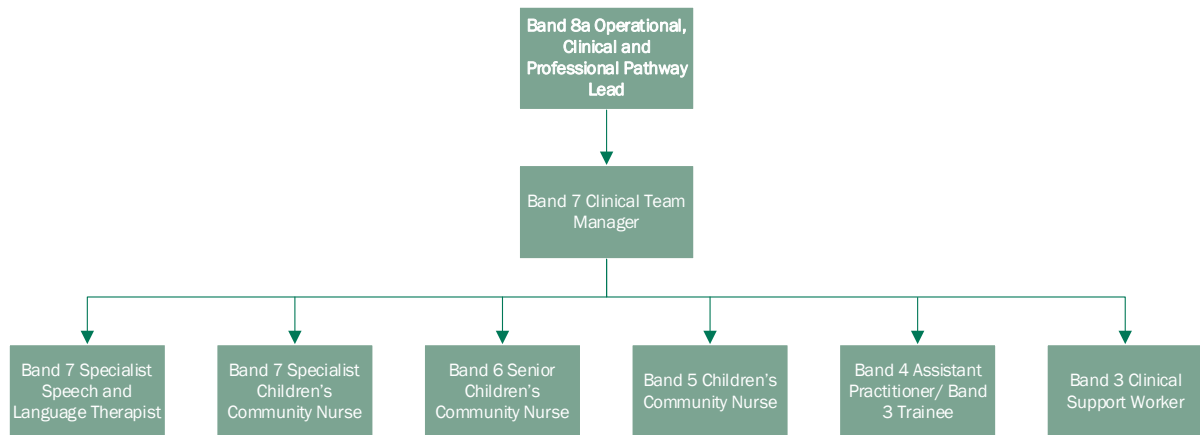 Band 8a Operational,
Clinical and
Professional Pathway
Lead
Band 7 Clinical Team
Manager
Band 7 Specialist
Speech and
Language Therapist
Band 7 Specialist
Children’s
Community Nurse
Band 6 Senior
Children’s
Community Nurse
Band 5 Children’s
Community Nurse
Band 4 Assistant
Practitioner/ Band
3 Trainee
Band 3 Clinical
Support Worker